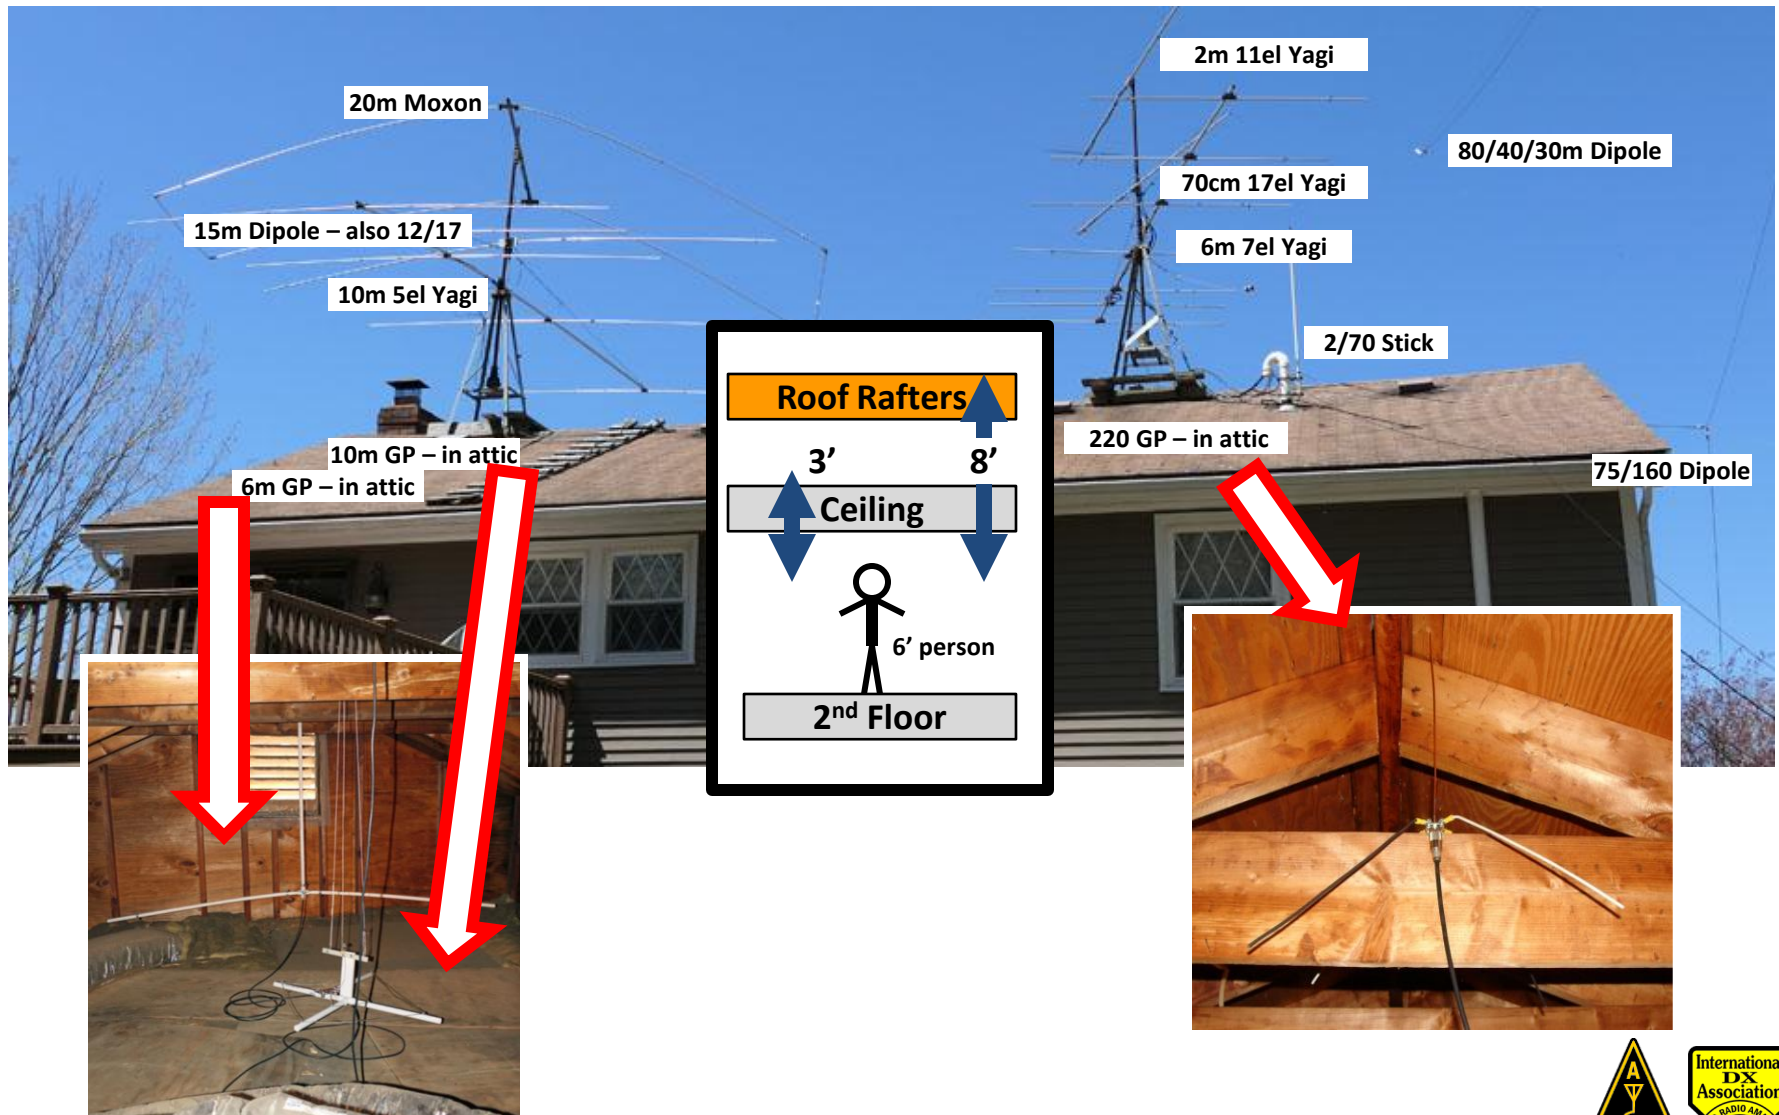 2m 11el Yagi
20m Moxon
80/40/30m Dipole
70cm 17el Yagi
15m Dipole – also 12/17
6m 7el Yagi
10m 5el Yagi
2/70 Stick
Roof Rafters
10m GP – in attic
6m GP – in attic
3’
8’
220 GP – in attic
75/160 Dipole
Ceiling
6’ person
2nd Floor
A
International
DX
Association
RADIO AMA